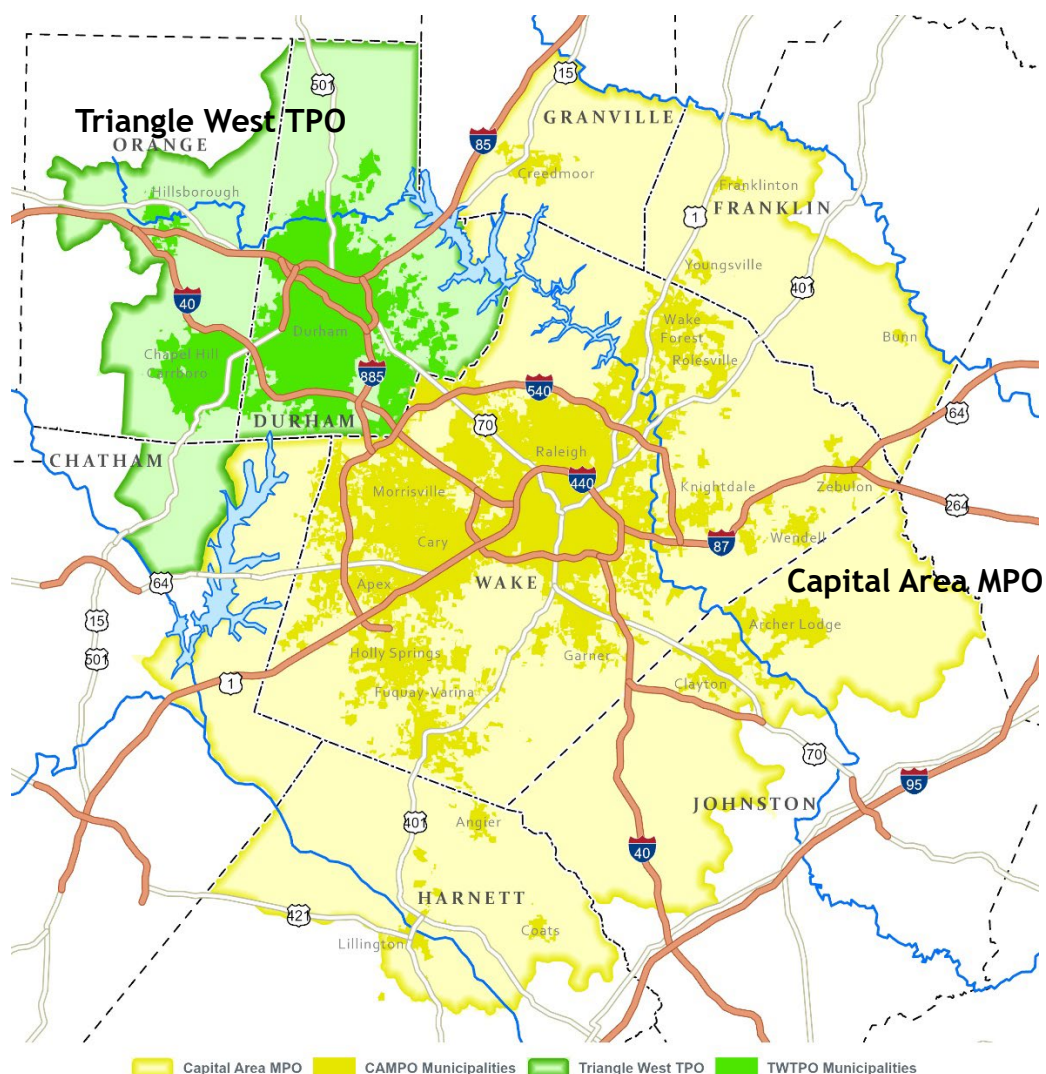 501
15
Triangle West TPO
GRANVILLE
ORANGE
85
Creedmoor
Hillsborough
Franklinton
FRANKLIN
1
Youngsville
401
40
Wake
Forest
Durham
Bunn
Chapel Hill
Carrboro
Rolesville
885
540
64
DURHAM
70
CHATHAM
Raleigh
440
Morrisville
Knightdale
Zebulon
264
Cary
87
Wendell
64
Apex
WAKE
Capital Area MPO
15
Archer Lodge
501
Holly Springs
Garner
1
Clayton
Fuquay-Varina
70
95
JOHNSTON
401
Angier
40
HARNETT
421
Lillington
Coats
Capital Area MPO
CAMPO Municipalities
Triangle West TPO
TWTPO Municipalities